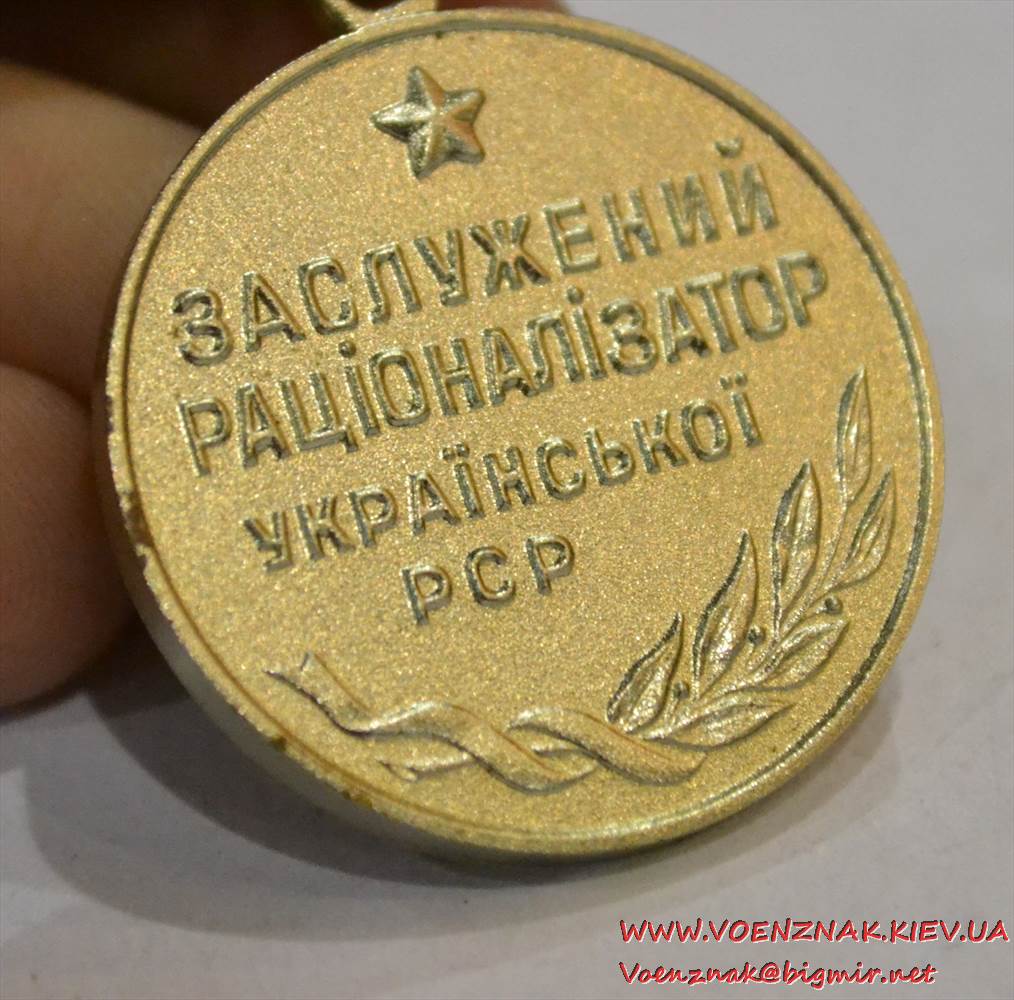 ЗАСЛУЖЕНИЙ
РАЦІОНАЛІЗАТОР
УКРАЇНСЬКОЇ
РСР
WWW.VOENZNAK.KIEV.UA
Voenznak@bigmir.net